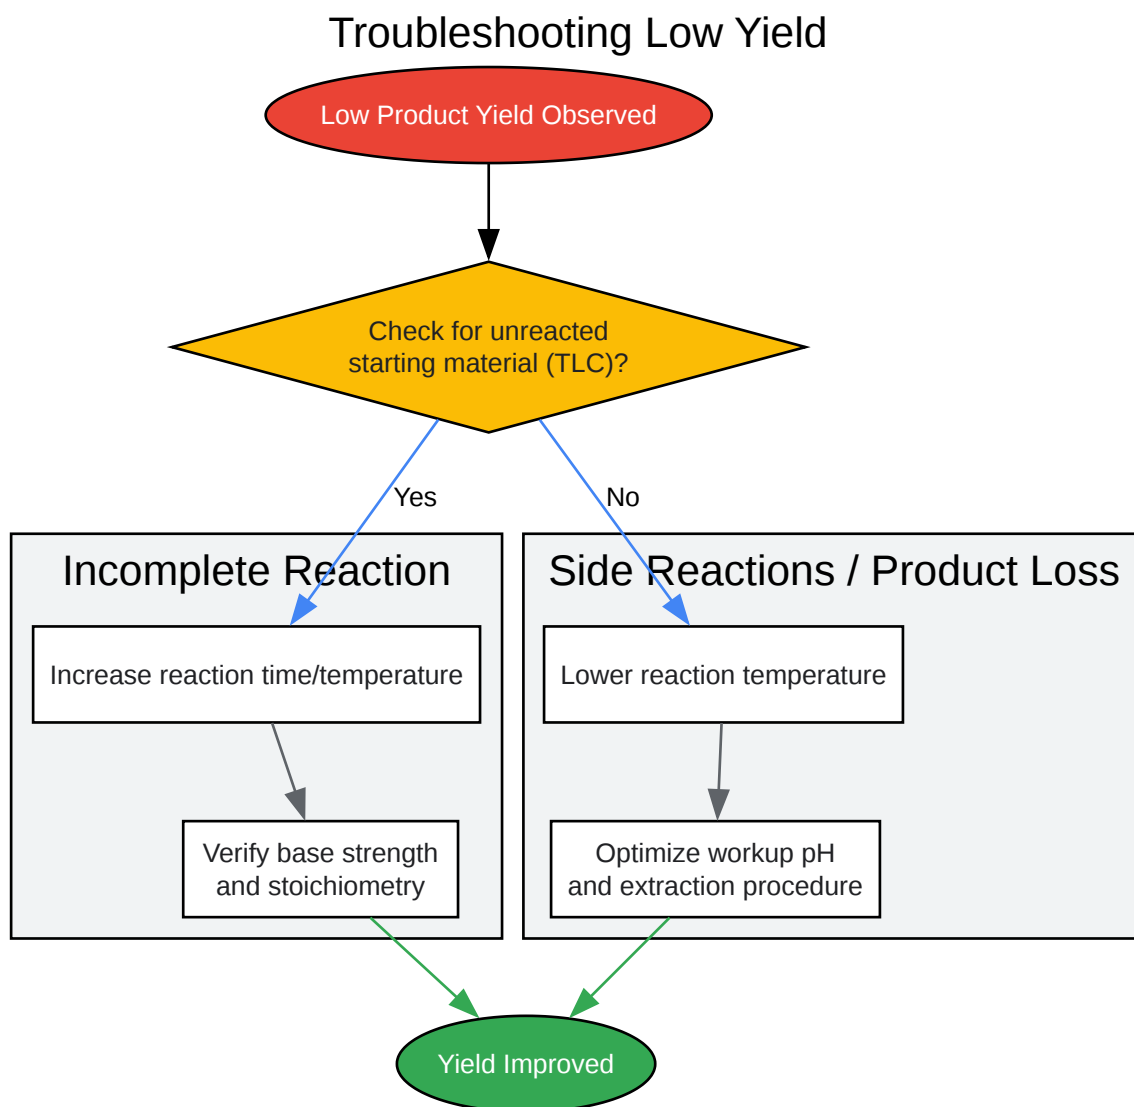 Troubleshooting Low Yield
Low Product Yield Observed
Check for unreacted
starting material (TLC)?
Yes
No
Incomplete Reaction
Increase reaction time/temperature
Verify base strength
and stoichiometry
Side Reactions / Product Loss
Lower reaction temperature
Optimize workup pH
and extraction procedure
Yield Improved